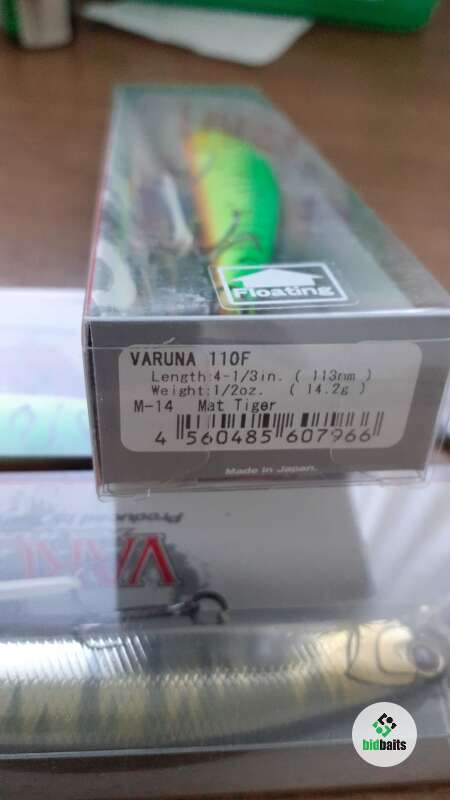 Floating
VARUNA 110F
Length:4-1/3in. ( 113mm )
Weight:1/2oz. ( 14.2g )
M-14 Mat Tiger
4 560485 607966
Made in Japan.
Produced
bidbaits